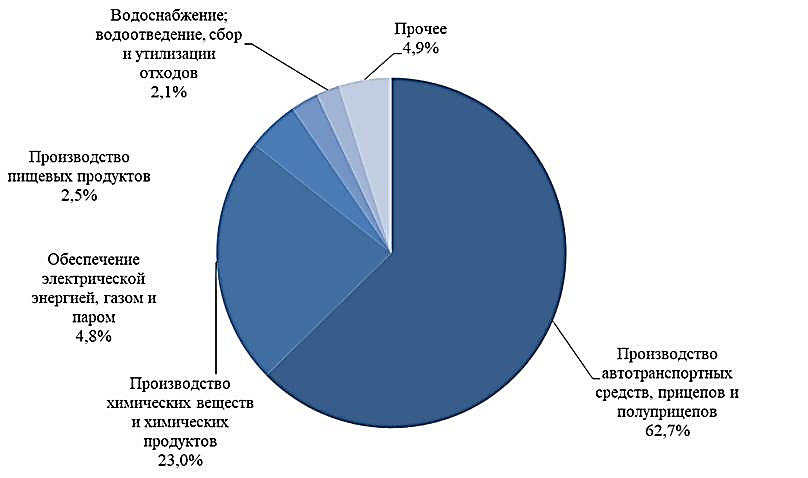 Водоснабжение;
водоотведение, сбор
и утилизации
отходов
2,1%
Прочее
4,9%
Производство
пищевых продуктов
2,5%
Обеспечение
электрической
энергией, газом и
паром
4,8%
Производство
химических веществ
и химических
продуктов
23,0%
Производство
автотранспортных
средств, прицепов и
полуприцепов
62,7%